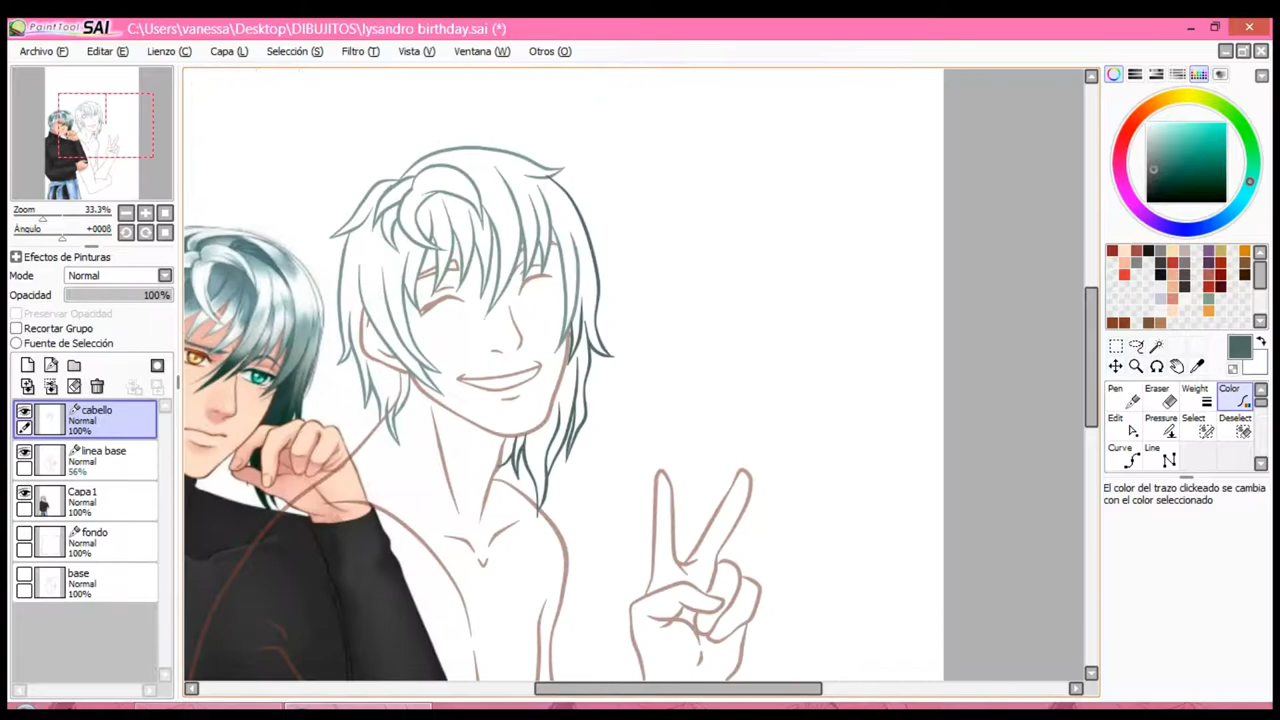 PaintTool SAI C:\Users\vanessa\Desktop\DIBUJITOS\lysandro birthday.sai (*)
Archivo (F) Editar (E) Lienzo (C) Capa (L) Selección (S) Filtro (T) Vista (V) Ventana (W) Otros (O)
Zoom 33.3%
Ángulo +000ß
Efectos de Pinturas
Mode Normal
Opacidad 100%
Preservar Opacidad
Recortar Grupo
Fuente de Selección
cabello
Normal
100%
linea base
Normal
56%
Capa1
Normal
100%
fondo
Normal
100%
base
Normal
100%
Pen Eraser Weight Color
Edit Pressure Select Deselect
Curve Line
El color del trazo clickeado se cambia
con el color seleccionado